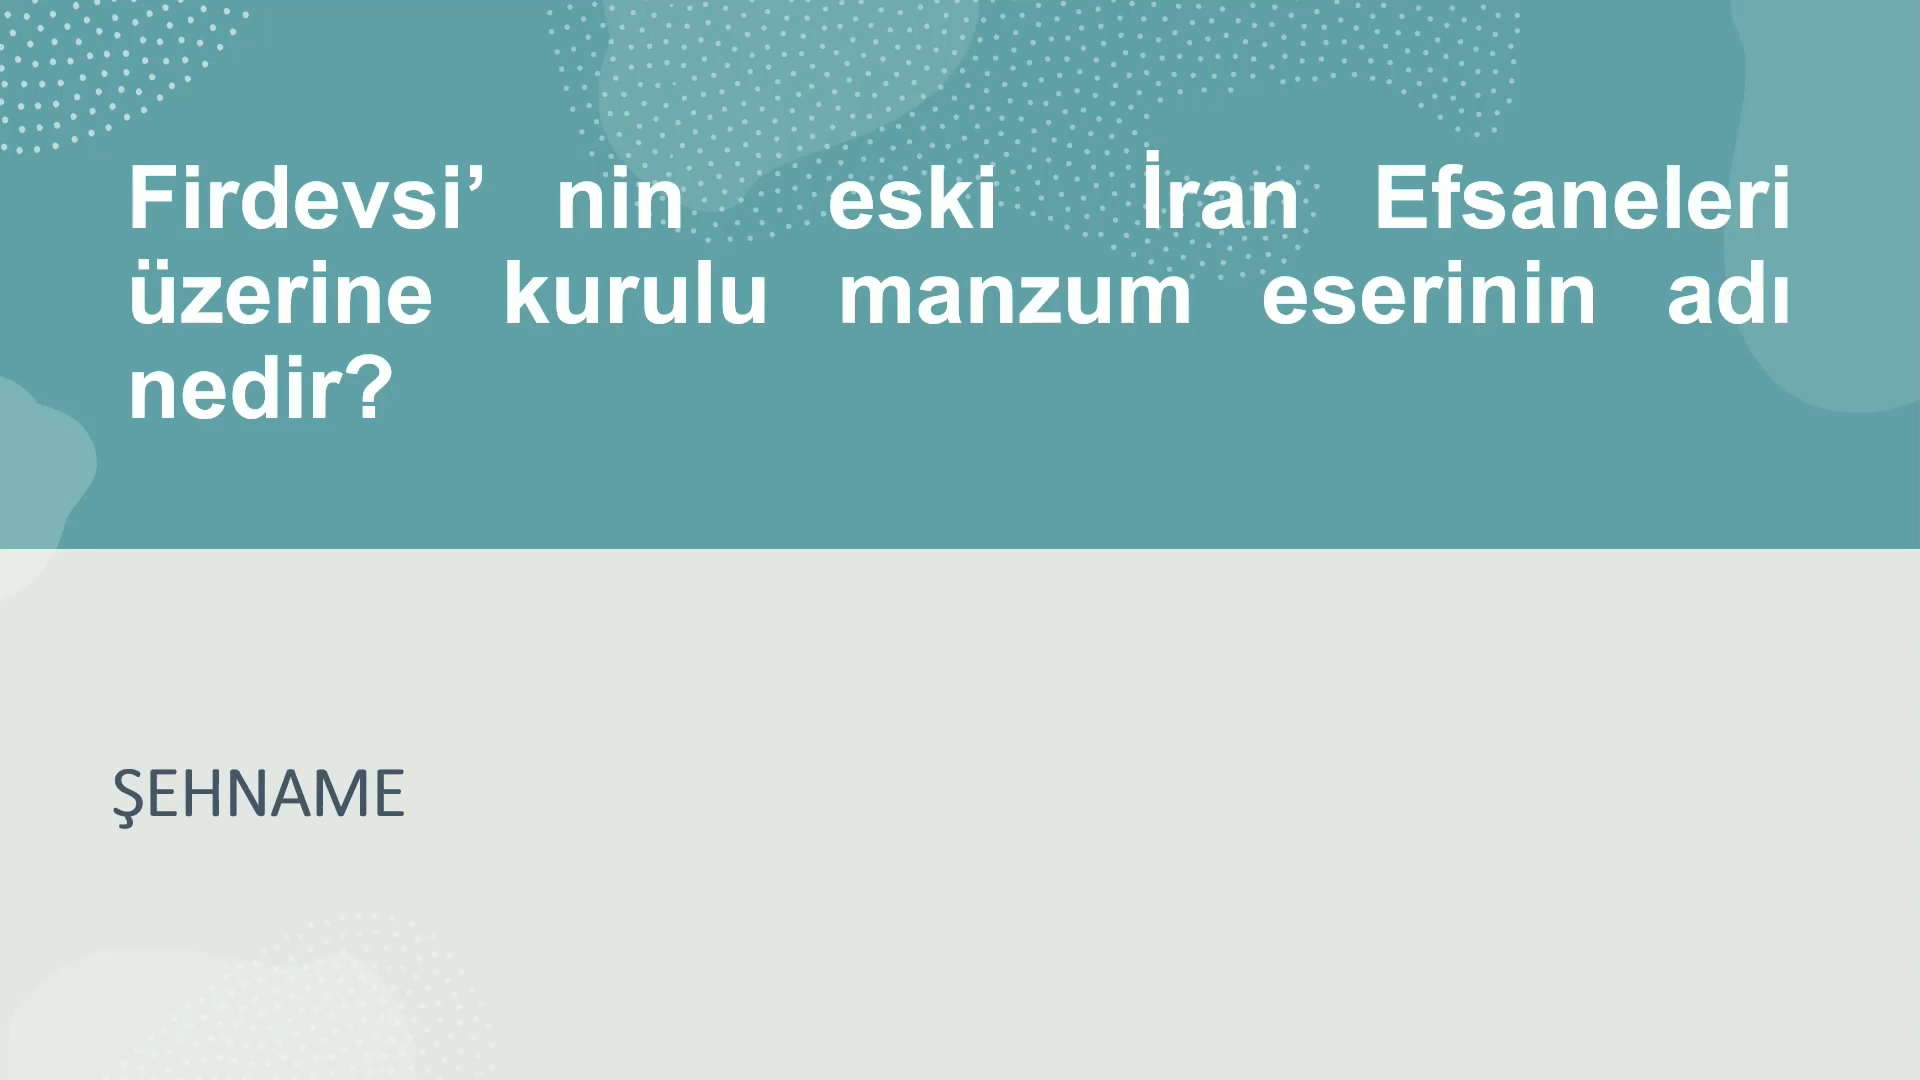 Firdevsi’ nin eski İran Efsaneleri
üzerine kurulu manzum eserinin adı
nedir?
ŞEHNAME